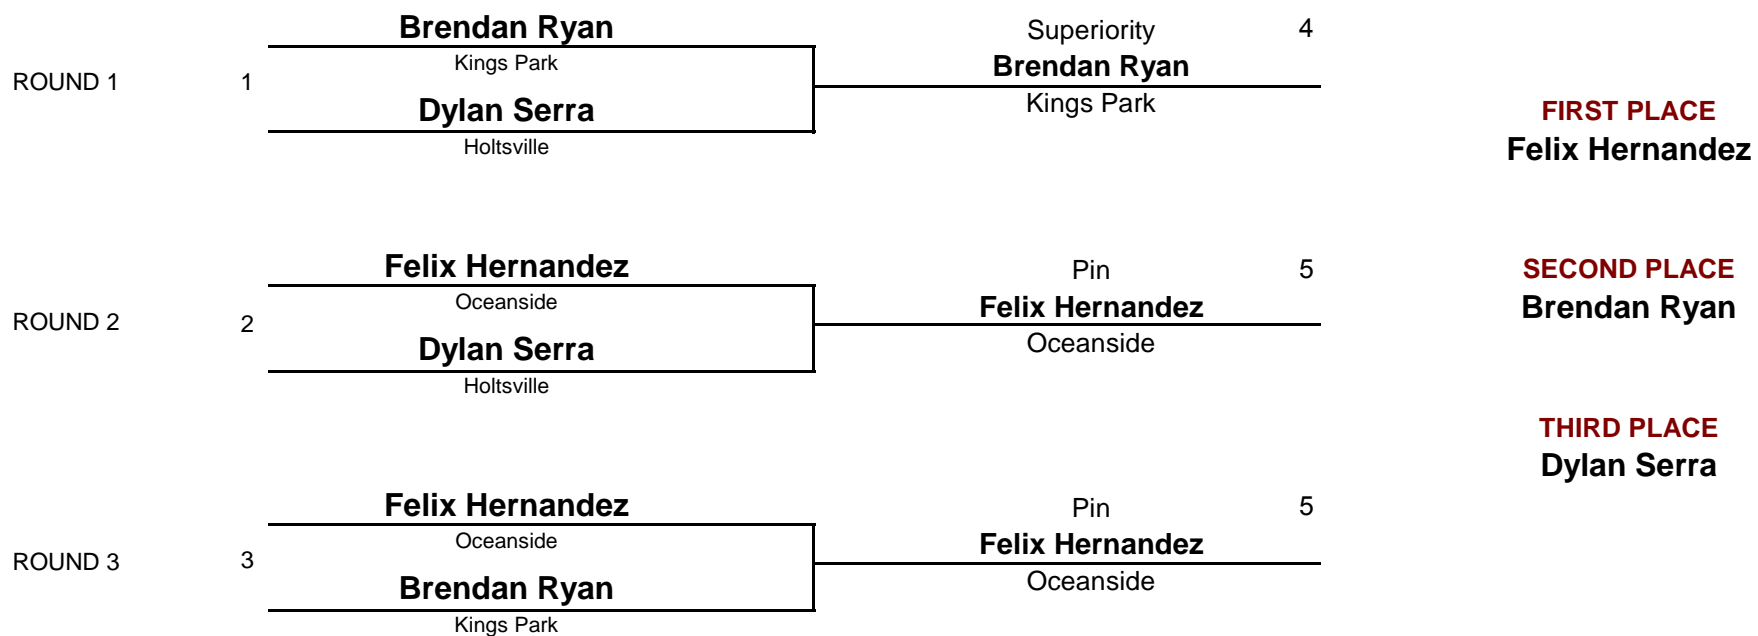 Brendan Ryan
Kings Park
ROUND 1
1
Dylan Serra
Holtsville
Superiority 4
Brendan Ryan
Kings Park
FIRST PLACE
Felix Hernandez
Felix Hernandez
Oceanside
ROUND 2
2
Dylan Serra
Holtsville
Pin 5
Felix Hernandez
Oceanside
SECOND PLACE
Brendan Ryan
THIRD PLACE
Dylan Serra
Felix Hernandez
Oceanside
ROUND 3
3
Brendan Ryan
Kings Park
Pin 5
Felix Hernandez
Oceanside